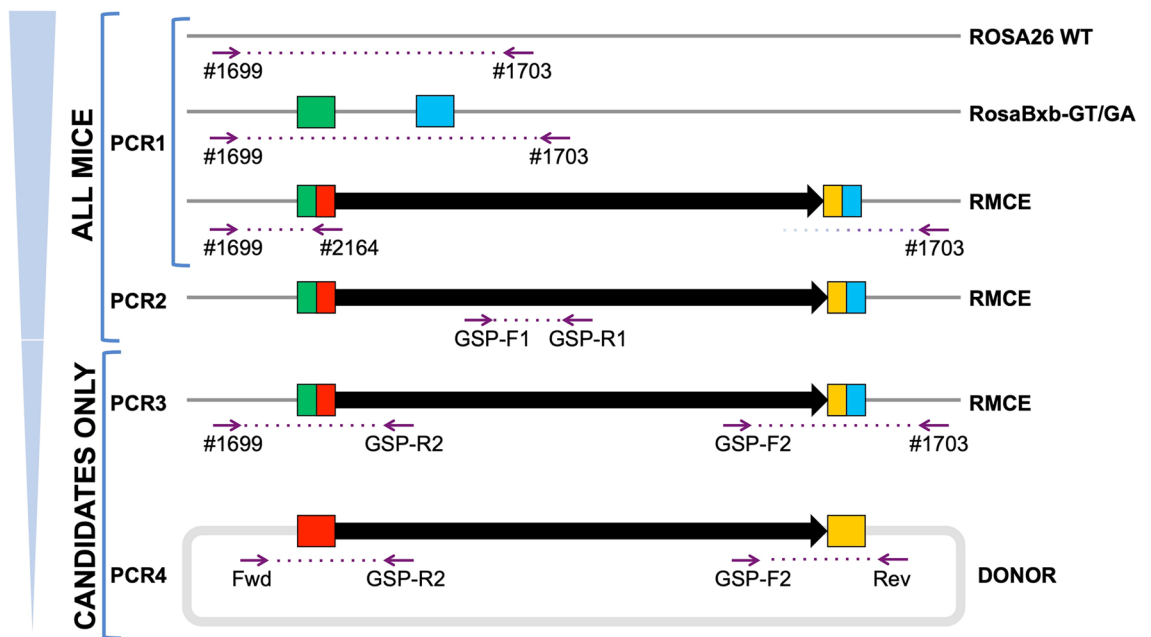 ALL MICE
CANDIDATES ONLY
PCR1
ROSA26 WT
#1699
#1703
RosaBxb-GT/GA
#1699
#1703
RMCE
#1699
#2164
#1703
PCR2
RMCE
GSP-F1
GSP-R1
PCR3
RMCE
#1699
GSP-R2
GSP-F2
#1703
PCR4
Fwd
GSP-R2
GSP-F2
Rev
DONOR